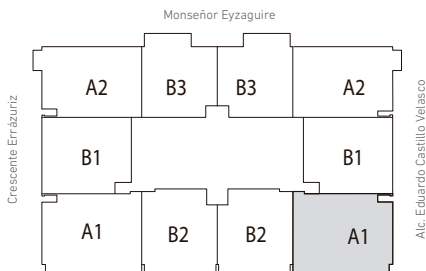 Monseñor Eyzaguire
Crescente Errázuriz
Alc. Eduardo Castillo Velasco
A2 B3 B3 A2
B1 B1
A1 B2 B2 A1